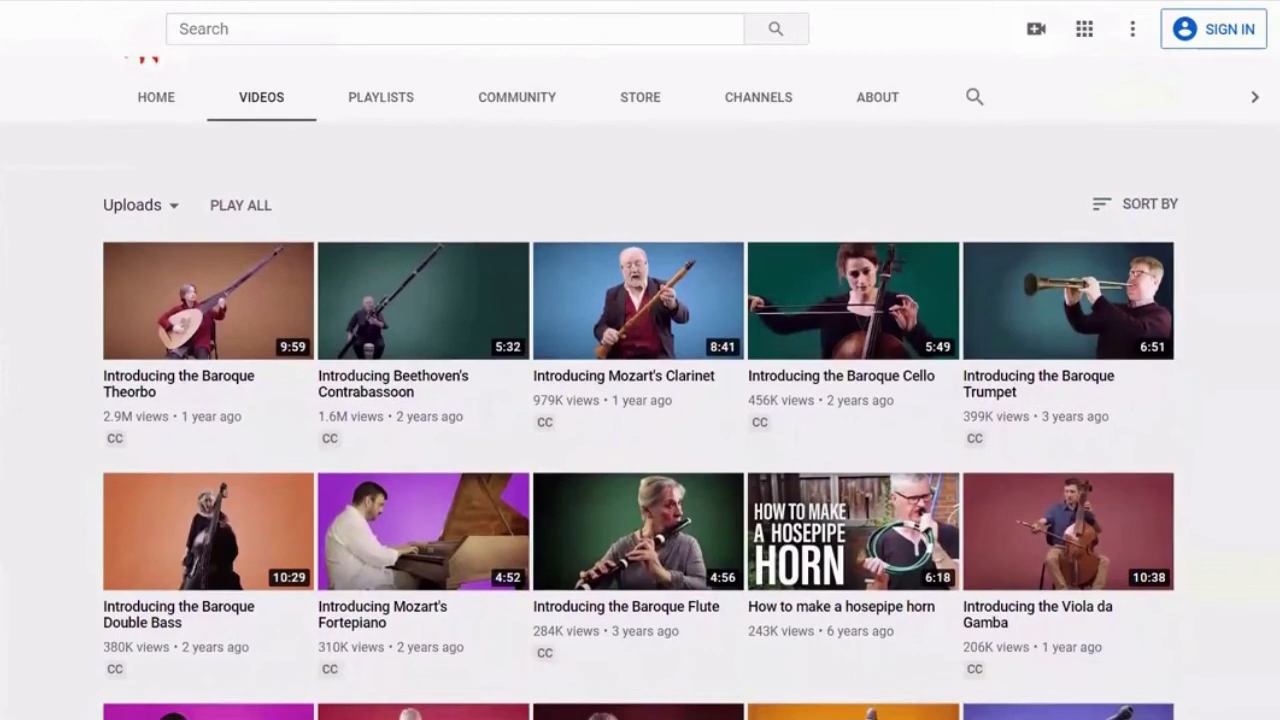 Search
SIGN IN
HOME VIDEOS PLAYLISTS COMMUNITY STORE CHANNELS ABOUT
Uploads PLAY ALL SORT BY
9:59 5:32 8:41 5:49 6:51
Introducing the Baroque
Theorbo
2.9M views • 1 year ago
CC
Introducing Beethoven's
Contrabassoon
1.6M views • 2 years ago
CC
Introducing Mozart's Clarinet
979K views • 1 year ago
CC
Introducing the Baroque Cello
456K views • 2 years ago
CC
Introducing the Baroque
Trumpet
399K views • 3 years ago
CC
HOW TO MAKE
A HOSEPIPE
HORN
10:29 4:52 4:56 6:18 10:38
Introducing the Baroque
Double Bass
380K views • 2 years ago
CC
Introducing Mozart's
Fortepiano
310K views • 2 years ago
CC
Introducing the Baroque Flute
284K views • 3 years ago
CC
How to make a hosepipe horn
243K views • 6 years ago
Introducing the Viola da
Gamba
206K views • 1 year ago
CC